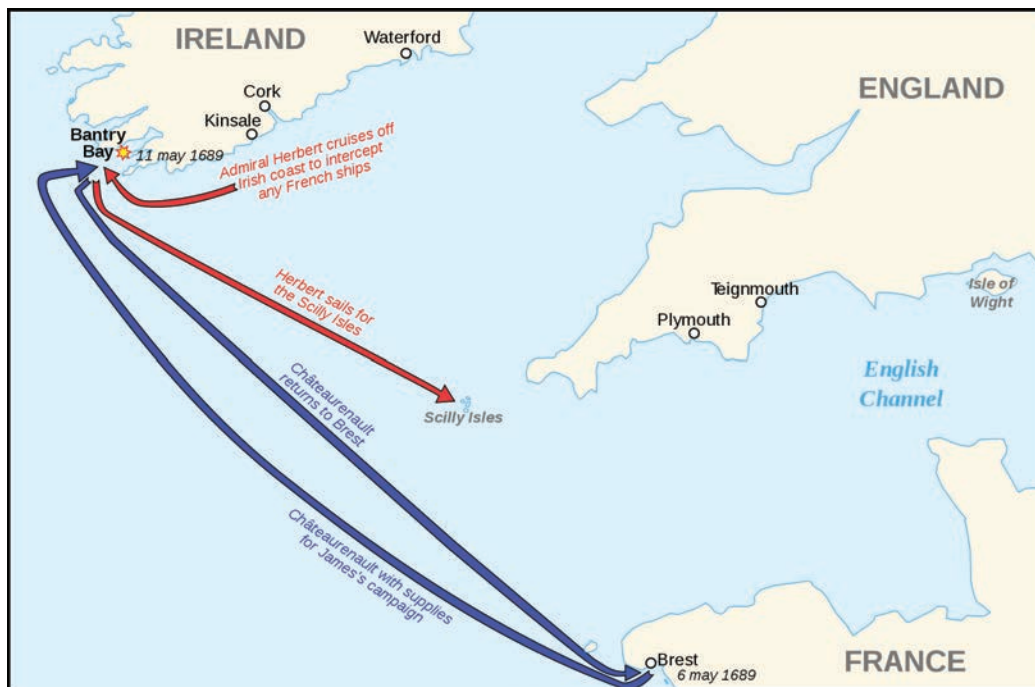 IRELAND
Waterford
Cork
Kinsale
Bantry
Bay
11 may 1689
Admiral Herbert cruises off
Irish coast to intercept
any French ships
ENGLAND
Herbert sails for
the Scilly Isles
Teignmouth
Plymouth
Isle of
Wight
English
Channel
Scilly Isles
Châteaurenault
returns to Brest
Châteaurenault with supplies
for James's campaign
Brest
6 may 1689
FRANCE